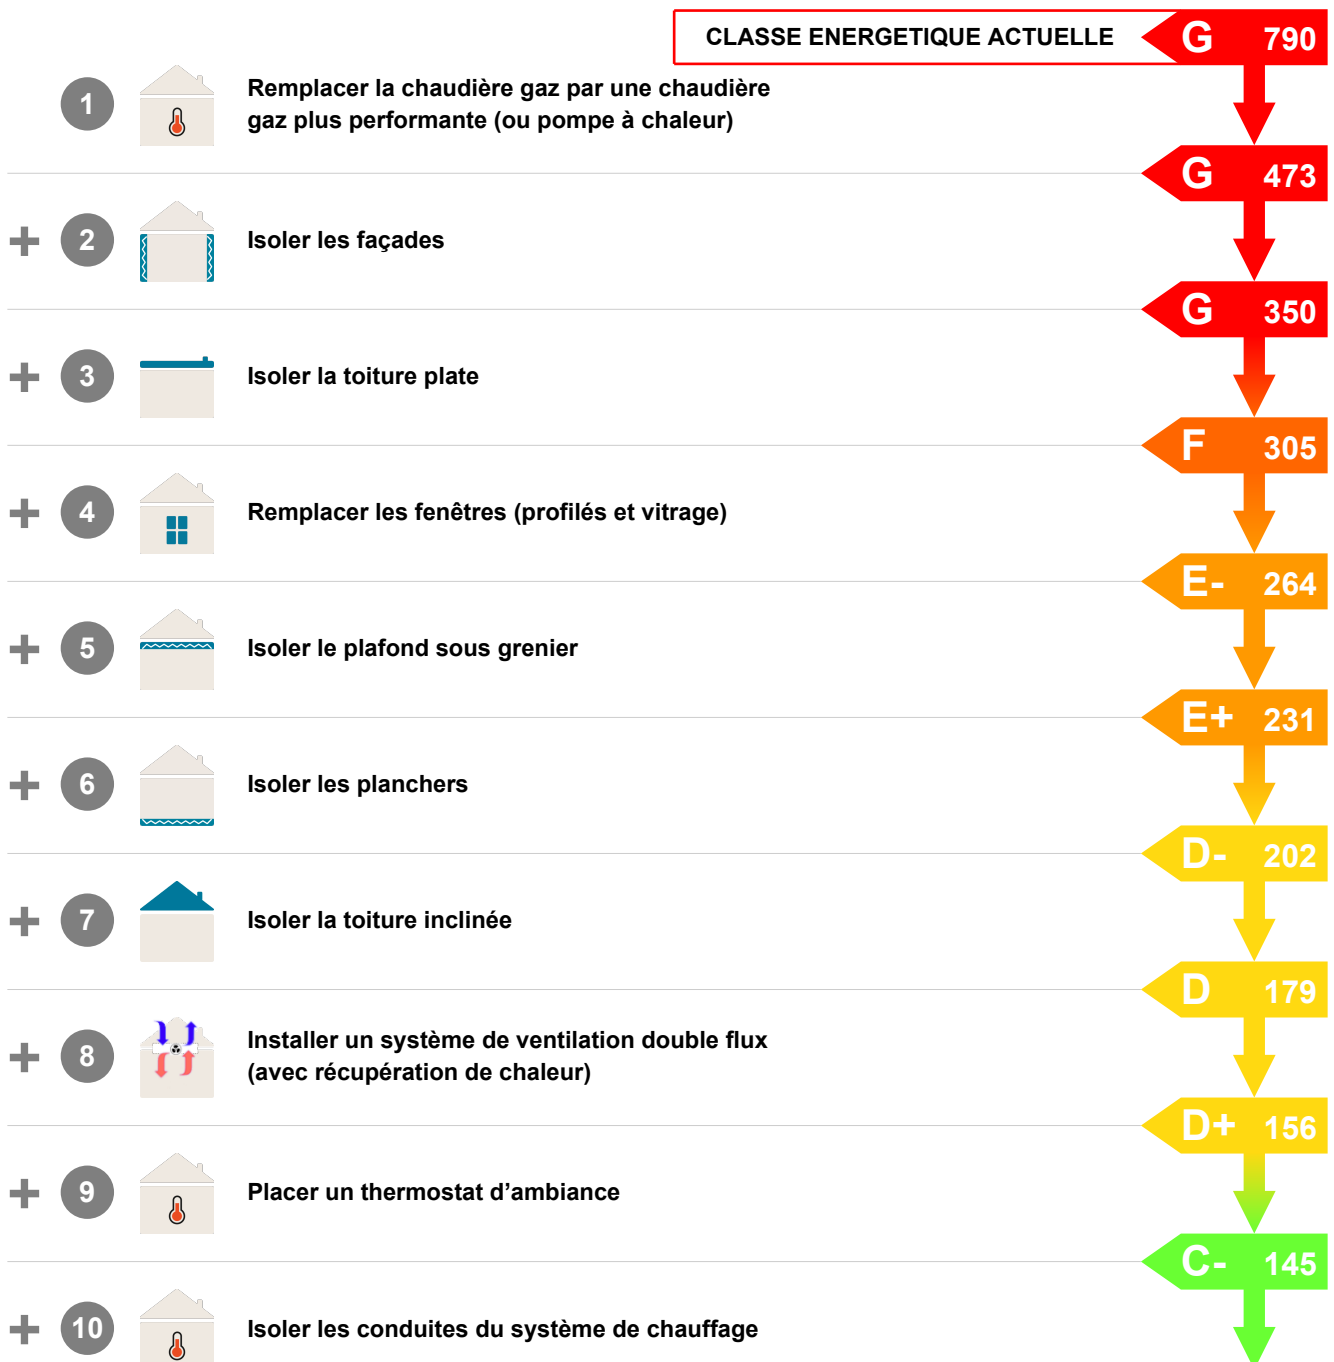 CLASSE ENERGETIQUE ACTUELLE G 790
1 Remplacer la chaudière gaz par une chaudière
gaz plus performante (ou pompe à chaleur)
G 473
+ 2 Isoler les façades
G 350
+ 3 Isoler la toiture plate
F 305
+ 4 Remplacer les fenêtres (profilés et vitrage)
E- 264
+ 5 Isoler le plafond sous grenier
E+ 231
+ 6 Isoler les planchers
D- 202
+ 7 Isoler la toiture inclinée
D 179
+ 8 Installer un système de ventilation double flux
(avec récupération de chaleur)
D+ 156
+ 9 Placer un thermostat d’ambiance
C- 145
+ 10 Isoler les conduites du système de chauffage